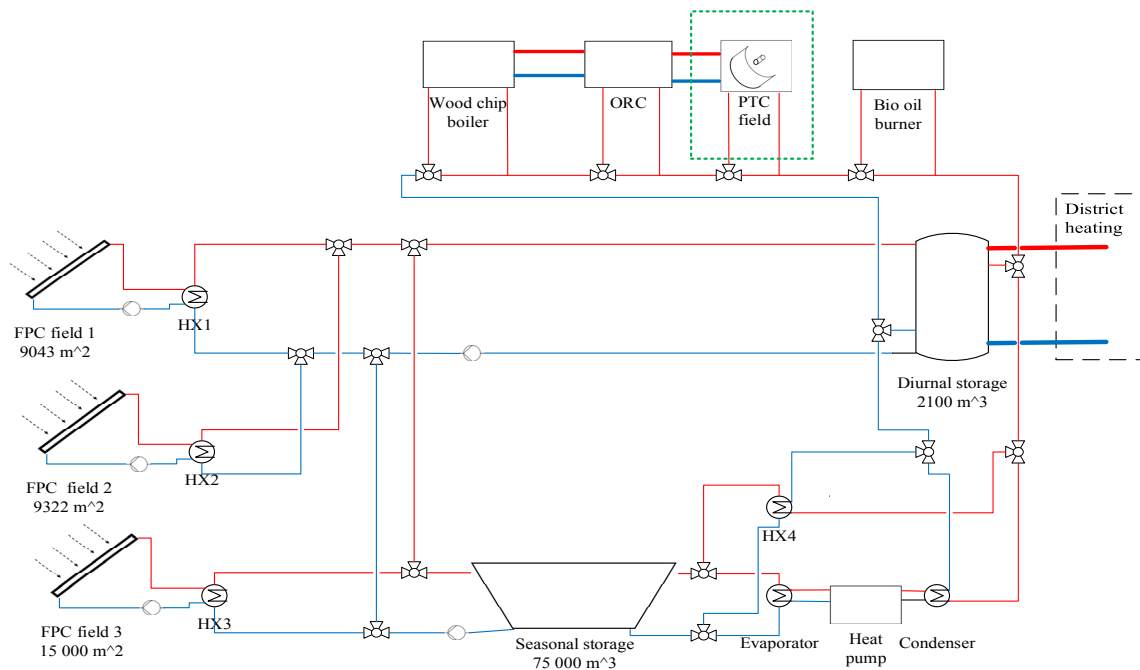 Wood chip
boiler
ORC
PTC
field
Bio oil
burner
District
heating
HX1
FPC field 1
9043 m^2
Diurnal storage
2100 m^3
HX2
FPC  field 2
9322 m^2
HX4
HX3
FPC  field 3
15 000 m^2
Seasonal storage
75 000 m^3
Evaporator
Heat
pump
Condenser